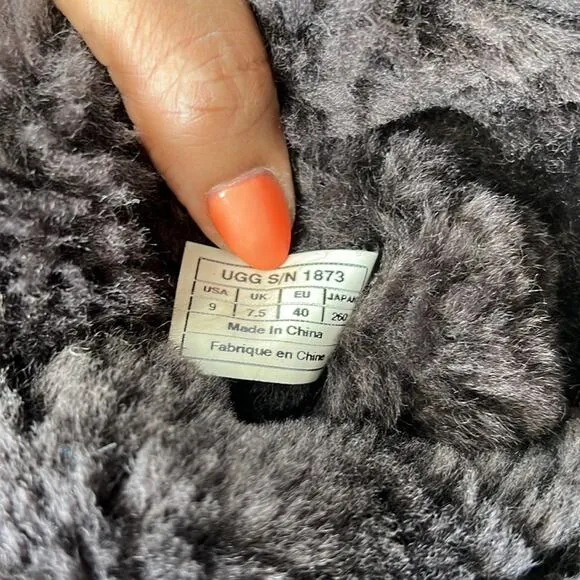 UGG S/N 1873
USA UK EU JAPAN
9 7.5 40 260
Made In China
Fabrique en Chine